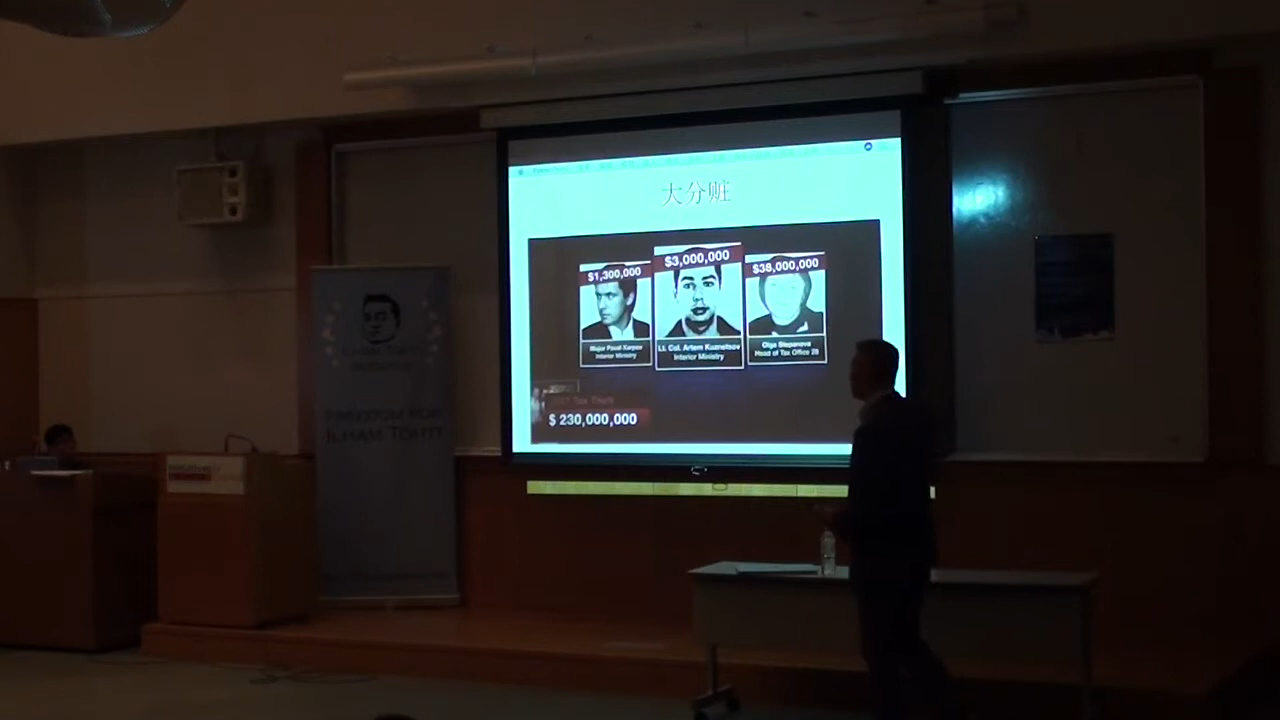 大分赃
$1,300,000
$3,000,000
$38,000,000
Major Pavel Karpov
Interior Ministry
Lt. Col. Artem Kuznetsov
Interior Ministry
Olga Stepanova
Head of Tax Office 28
Tax Theft
$ 230,000,000
FREEDOM FOR
ILHAM TOHTI